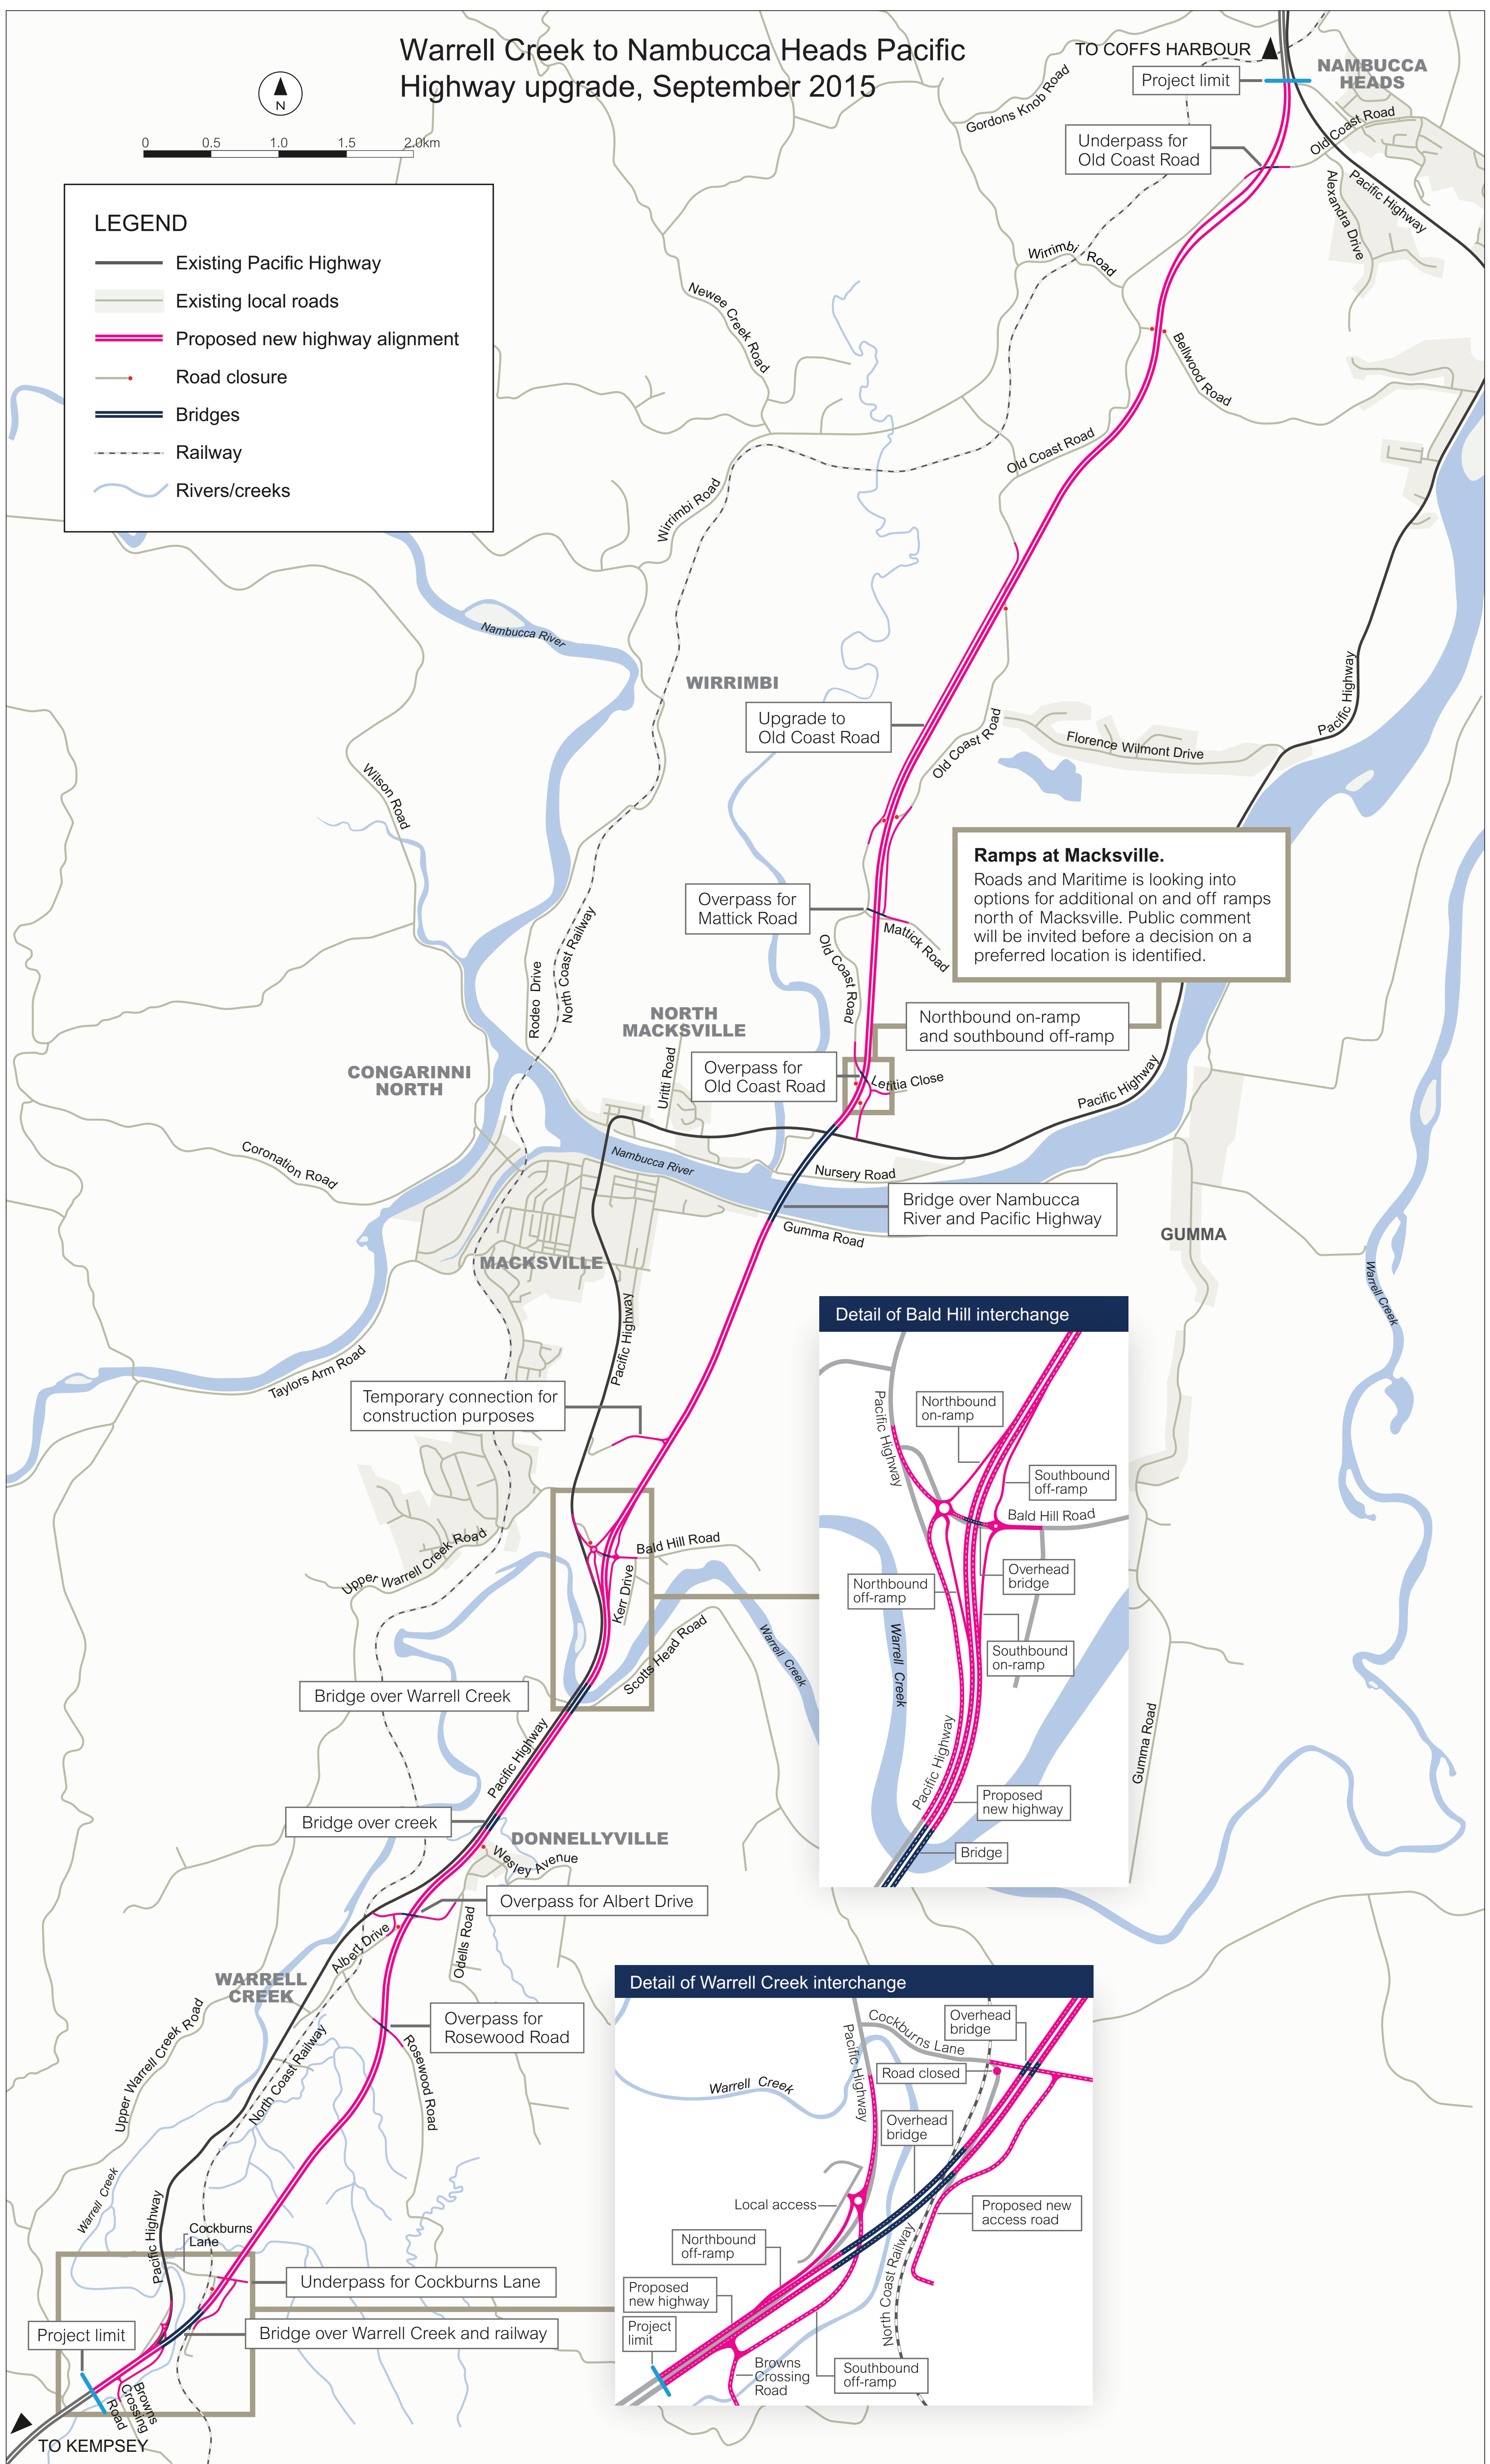 Warrell Creek to Nambucca Heads Pacific
Highway upgrade, September 2015
N
0 0.5 1.0 1.5 2.0km
LEGEND
Existing Pacific Highway
Existing local roads
Proposed new highway alignment
Road closure
Bridges
Railway
Rivers/creeks
TO COFFS HARBOUR
NAMBUCCA
HEADS
Project limit
Gordons Knob Road
Old Coast Road
Underpass for
Old Coast Road
Alexandra Drive
Pacific Highway
Wirrimbi Road
Newee Creek Road
Bellwood Road
Old Coast Road
Wirrimbi Road
Nambucca River
WIRRIMBI
Pacific Highway
Upgrade to
Old Coast Road
Old Coast Road
Florence Wilmont Drive
Wilson Road
Ramps at Macksville.
Roads and Maritime is looking into
options for additional on and off ramps
north of Macksville. Public comment
will be invited before a decision on a
preferred location is identified.
Overpass for
Mattick Road
Mattick Road
Old Coast Road
North Coast Railway
Rodeo Drive
NORTH
MACKSVILLE
Northbound on-ramp
and southbound off-ramp
Uritti Road
Overpass for
Old Coast Road
Letitia Close
CONGARINNI
NORTH
Pacific Highway
Coronation Road
Nambucca River
Nursery Road
Bridge over Nambucca
River and Pacific Highway
Gumma Road
GUMMA
MACKSVILLE
Warrell Creek
Pacific Highway
Taylors Arm Road
Temporary connection for
construction purposes
Detail of Bald Hill interchange
Pacific Highway
Northbound
on-ramp
Southbound
off-ramp
Bald Hill Road
Overhead
bridge
Northbound
off-ramp
Warrell Creek
Southbound
on-ramp
Pacific Highway
Proposed
new highway
Bridge
Upper Warrell Creek Road
Bald Hill Road
Kerr Drive
Scotts Head Road
Warrell Creek
Bridge over Warrell Creek
Pacific Highway
Gumma Road
Bridge over creek
DONNELLYVILLE
Wesley Avenue
Overpass for Albert Drive
Albert Drive
Odells Road
WARRELL
CREEK
Overpass for
Rosewood Road
Rosewood Road
Upper Warrell Creek Road
North Coast Railway
Warrell Creek
Pacific Highway
Cockburns
Lane
Underpass for Cockburns Lane
Bridge over Warrell Creek and railway
Project limit
Browns
Crossing
Road
TO KEMPSEY
Detail of Warrell Creek interchange
Cockburns Lane
Overhead
bridge
Pacific Highway
Road closed
Warrell Creek
Overhead
bridge
Local access
Proposed new
access road
Northbound
off-ramp
North Coast Railway
Proposed
new highway
Project
limit
Browns
Crossing
Road
Southbound
off-ramp